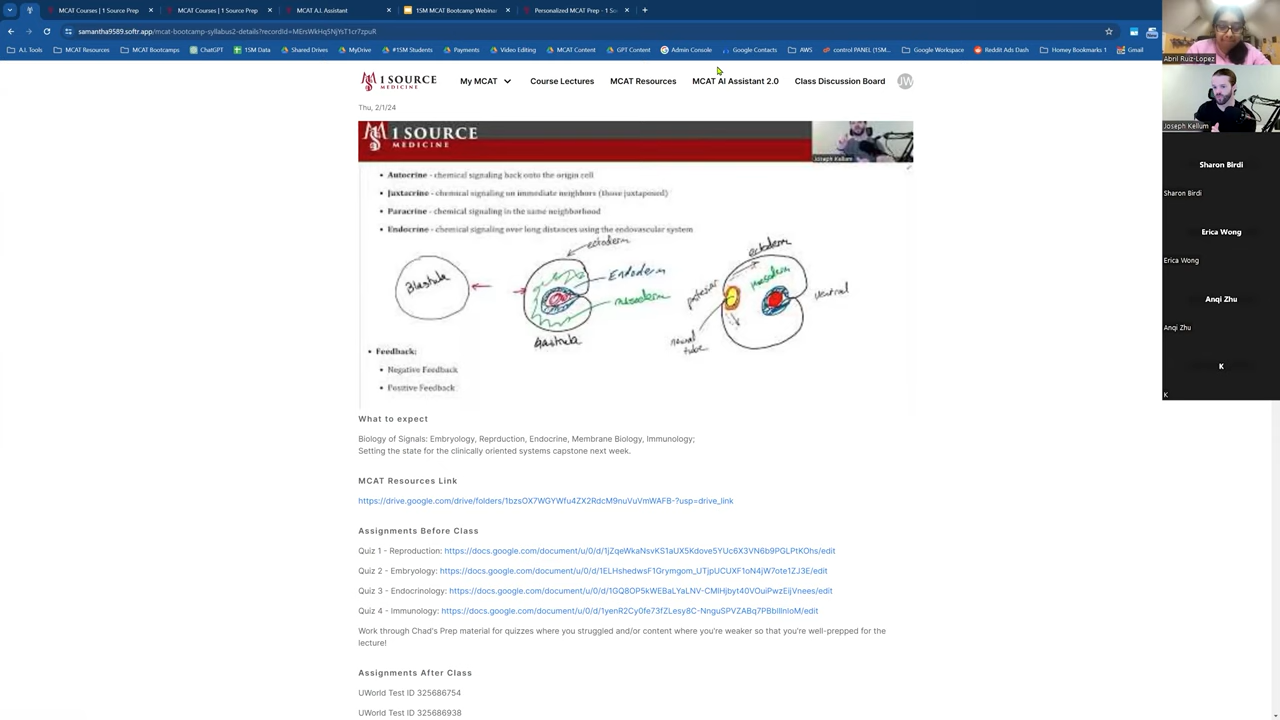 MCAT Courses | 1 Source Prep
MCAT Courses | 1 Source Prep
MCAT A.I. Assistant
1SM MCAT Bootcamp Webinar
Personalized MCAT Prep - 1 So
samantha9589.softr.app/mcat-bootcamp-syllabus2-details?recordId=MErsWkHq5NjYsT1cr7zpuR
A.I. Tools
MCAT Resources
MCAT Bootcamps
ChatGPT
1SM Data
Shared Drives
MyDrive
#1SM Students
Payments
Video Editing
MCAT Content
GPT Content
Admin Console
Google Contacts
AWS
control PANEL (1SM...
Google Workspace
Reddit Ads Dash
Homey Bookmarks 1
Gmail
1 SOURCE
MEDICINE
My MCAT
Course Lectures
MCAT Resources
MCAT AI Assistant 2.0
Class Discussion Board
JW
Thu, 2/1/24
1 SOURCE
MEDICINE
Joseph Kellum
• Autocrine - chemical signaling back onto the origin cell
• Juxtacrine - chemical signaling on immediate neighbors (those juxtaposed)
• Paracrine - chemical signaling in the same neighborhood
• Endocrine - chemical signaling over long distances using the endovascular system
Blastula
ectoderm
Endoderm
mesoderm
Gastrula
ectoderm
mesoderm
ventral
neural
tube
• Feedback:
• Negative Feedback
• Positive Feedback
What to expect
Biology of Signals: Embryology, Reprduction, Endocrine, Membrane Biology, Immunology;
Setting the state for the clinically oriented systems capstone next week.
MCAT Resources Link
https://drive.google.com/drive/folders/1bzsOX7WGYWfu4ZX2RdcM9nuVuVmWAFB-?usp=drive_link
Assignments Before Class
Quiz 1 - Reproduction: https://docs.google.com/document/u/0/d/1jZqeWkaNsvKS1aUX5Kdove5YUc6X3VN6b9PGLPtKOhs/edit
Quiz 2 - Embryology: https://docs.google.com/document/u/0/d/1ELHshedwsF1Grymgom_UTjpUCUXF1oN4jW7ote1ZJ3E/edit
Quiz 3 - Endocrinology: https://docs.google.com/document/u/0/d/1GQ8OP5kWEBaLYaLNV-CMlHjbyt40VOuiPwzEijVnees/edit
Quiz 4 - Immunology: https://docs.google.com/document/u/0/d/1yenR2Cy0fe73fZLesy8C-NnguSPVZABq7PBbIlInIoM/edit
Work through Chad's Prep material for quizzes where you struggled and/or content where you're weaker so that you're well-prepped for the
lecture!
Assignments After Class
UWorld Test ID 325686754
UWorld Test ID 325686938
Abril Ruiz-Lopez
Joseph Kellum
Sharon Birdi
Sharon Birdi
Erica Wong
Erica Wong
Anqi Zhu
Anqi Zhu
K
K